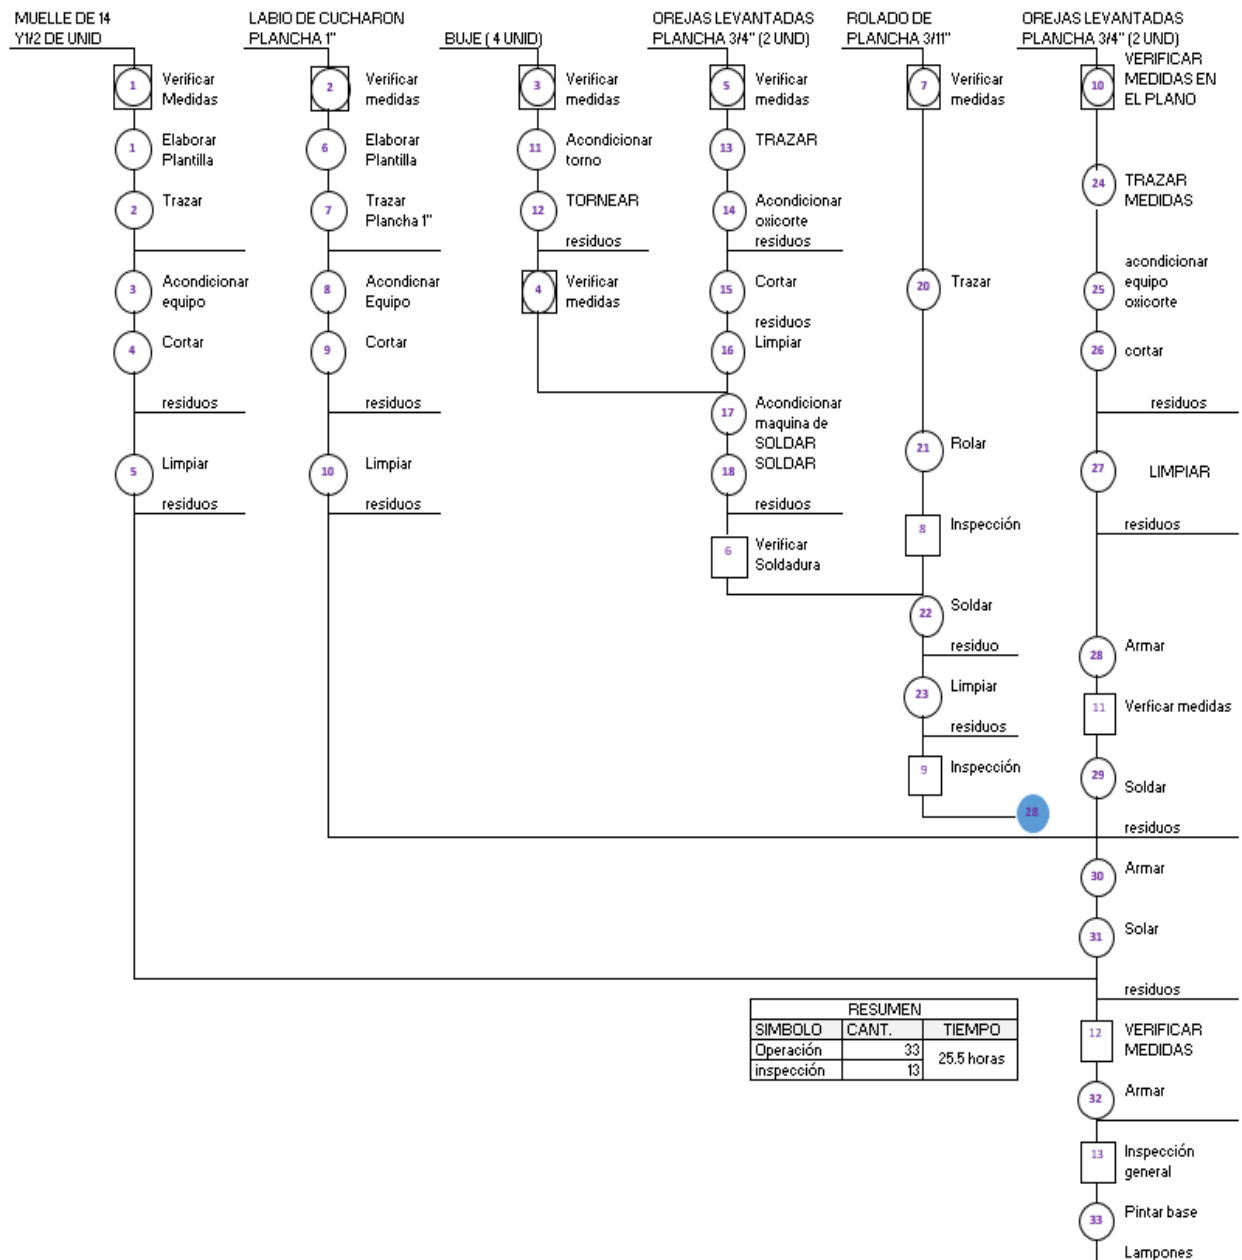 MUELLE DE 14
Y1/2 DE UNID
LABIO DE CUCHARON
PLANCHA 1"
BUJE ( 4 UNID)
OREJAS LEVANTADAS
PLANCHA 3/4" (2 UND)
ROLADO DE
PLANCHA 3/11"
OREJAS LEVANTADAS
PLANCHA 3/4" (2 UND)
1
Verificar
Medidas
1
Elaborar
Plantilla
2
Trazar
3
Acondicionar
equipo
4
Cortar
residuos
5
Limpiar
residuos
2
Verificar
medidas
6
Elaborar
Plantilla
7
Trazar
Plancha 1"
8
Acondicnar
Equipo
9
Cortar
residuos
10
Limpiar
residuos
3
Verificar
medidas
11
Acondicionar
torno
12
TORNEAR
residuos
4
Verificar
medidas
5
Verificar
medidas
13
TRAZAR
14
Acondicionar
oxicorte
residuos
15
Cortar
residuos
16
Limpiar
17
Acondicionar
maquina de
SOLDAR
18
SOLDAR
residuos
6
Verificar
Soldadura
7
Verificar
medidas
20
Trazar
21
Rolar
8
Inspección
22
Soldar
residuo
23
Limpiar
residuos
9
Inspección
28
10
VERIFICAR
MEDIDAS EN
EL PLANO
24
TRAZAR
MEDIDAS
25
acondicionar
equipo
oxicorte
26
cortar
residuos
27
LIMPIAR
residuos
28
Armar
11
Verficar medidas
29
Soldar
residuos
30
Armar
31
Solar
residuos
12
VERIFICAR
MEDIDAS
32
Armar
13
Inspección
general
33
Pintar base
Lampones
RESUMEN
SIMBOLO CANT. TIEMPO
Operación 33 25.5 horas
inspección 13